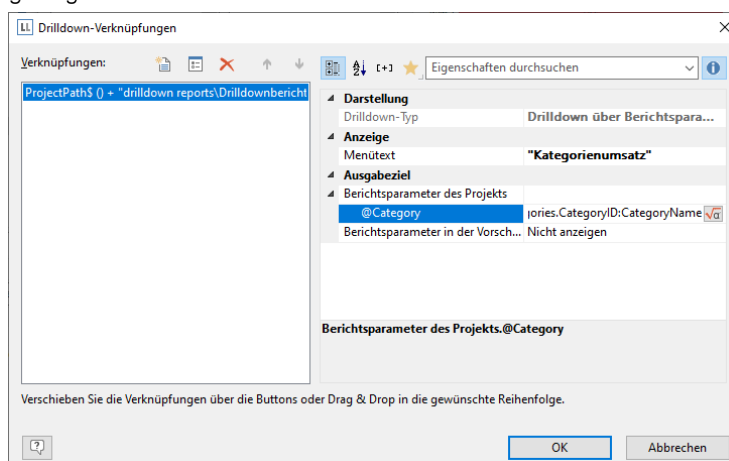 LL Drilldown-Verknüpfungen
Verknüpfungen:
Eigenschaften durchsuchen
ProjectPath$ () + "drilldown reports\Drilldownbericht
Darstellung
Drilldown-Typ Drilldown über Berichtspara...
Anzeige
Menütext "Kategorienumsatz"
Ausgabeziel
Berichtsparameter des Projekts
@Category ories.CategoryID:CategoryName
Berichtsparameter in der Vorsch... Nicht anzeigen
Berichtsparameter des Projekts.@Category
Verschieben Sie die Verknüpfungen über die Buttons oder Drag & Drop in die gewünschte Reihenfolge.
OK Abbrechen